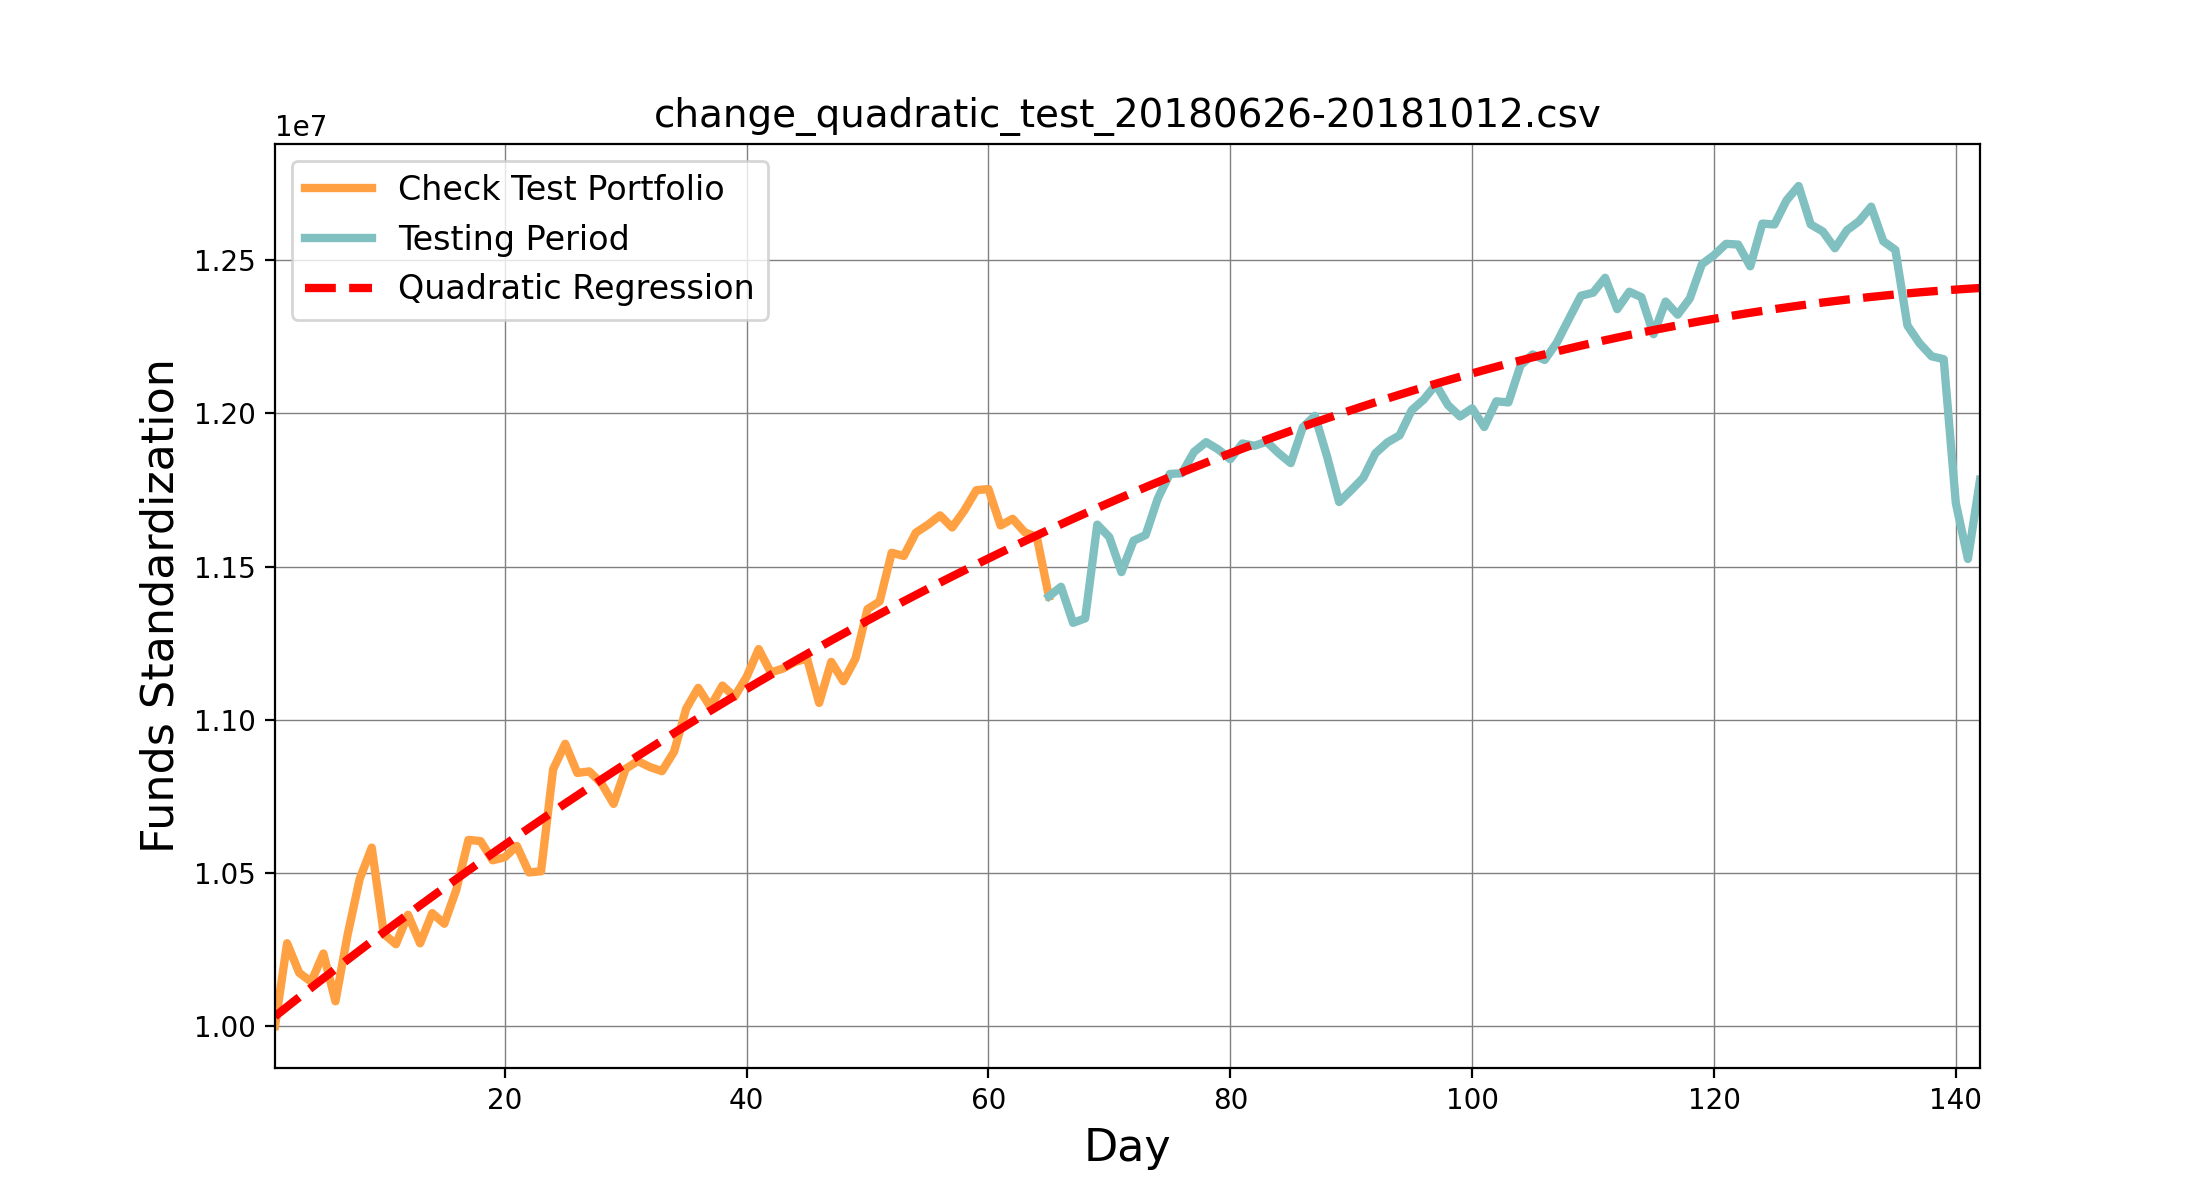 change_quadratic_test_20180626-20181012.csv
1e7
Check Test Portfolio
Testing Period
Quadratic Regression
Funds Standardization
1.25
1.20
1.15
1.10
1.05
1.00
20 40 60 80 100 120 140
Day